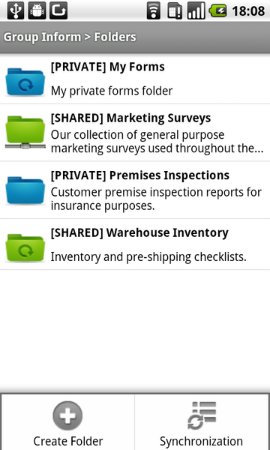 18:08
Group Inform > Folders
[PRIVATE] My Forms
My private forms folder
[SHARED] Marketing Surveys
Our collection of general purpose
marketing surveys used throughout the...
[PRIVATE] Premises Inspections
Customer premise inspection reports for
insurance purposes.
[SHARED] Warehouse Inventory
Inventory and pre-shipping checklists.
Create Folder
Synchronization